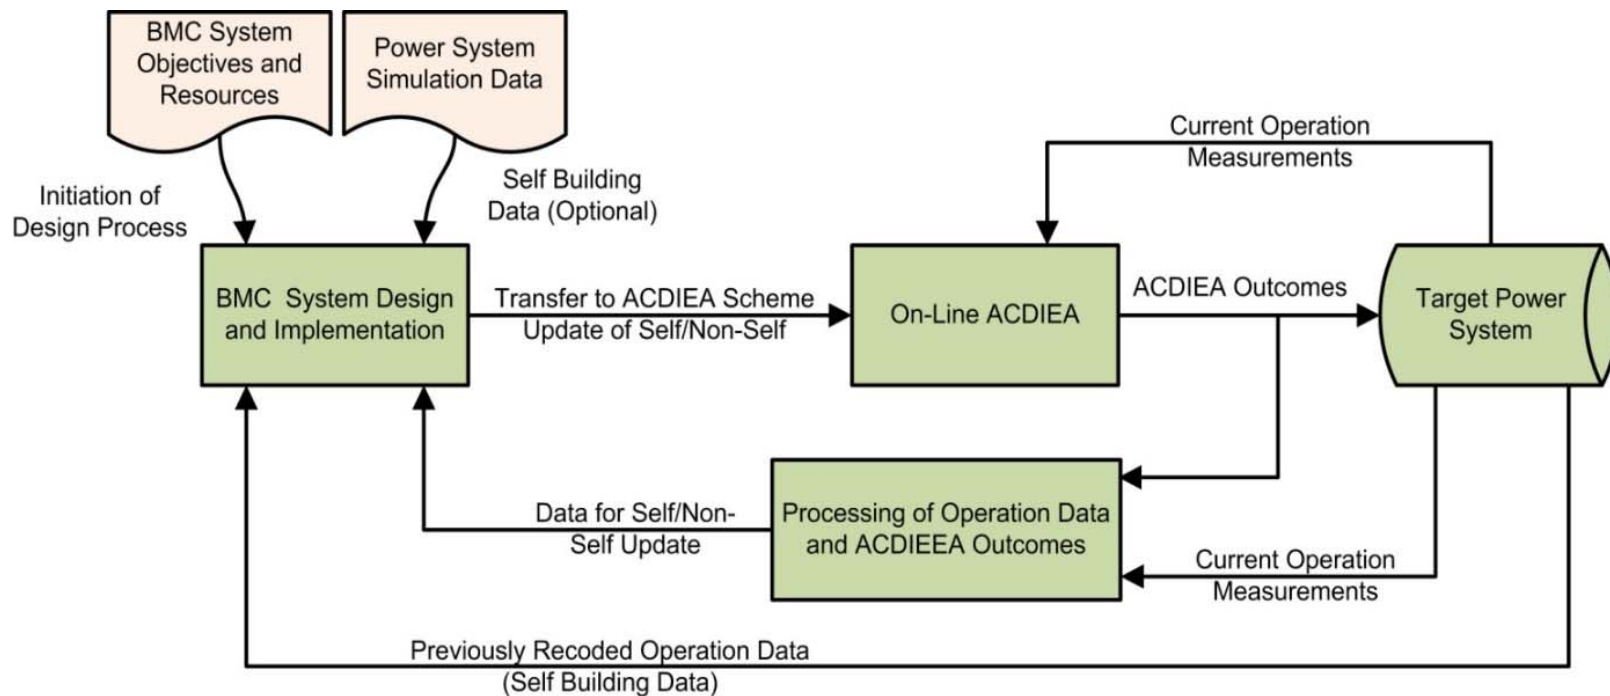 BMC System
Objectives and
Resources
Power System
Simulation Data
Initiation of
Design Process
Self Building
Data (Optional)
Current Operation
Measurements
BMC System Design
and Implementation
Transfer to ACDIEA Scheme
Update of Self/Non-Self
On-Line ACDIEA
ACDIEA Outcomes
Target Power
System
Data for Self/Non-
Self Update
Processing of Operation Data
and ACDIEEA Outcomes
Current Operation
Measurements
Previously Recoded Operation Data
(Self Building Data)